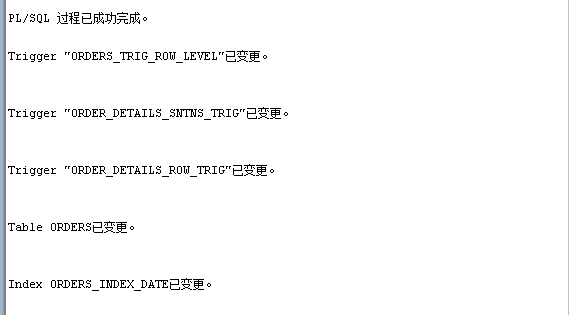 PL/SQL 过程已成功完成。
Trigger "ORDERS_TRIG_ROW_LEVEL"已变更。
Trigger "ORDER_DETAILS_SNTNS_TRIG"已变更。
Trigger "ORDER_DETAILS_ROW_TRIG"已变更。
Table ORDERS已变更。
Index ORDERS_INDEX_DATE已变更。